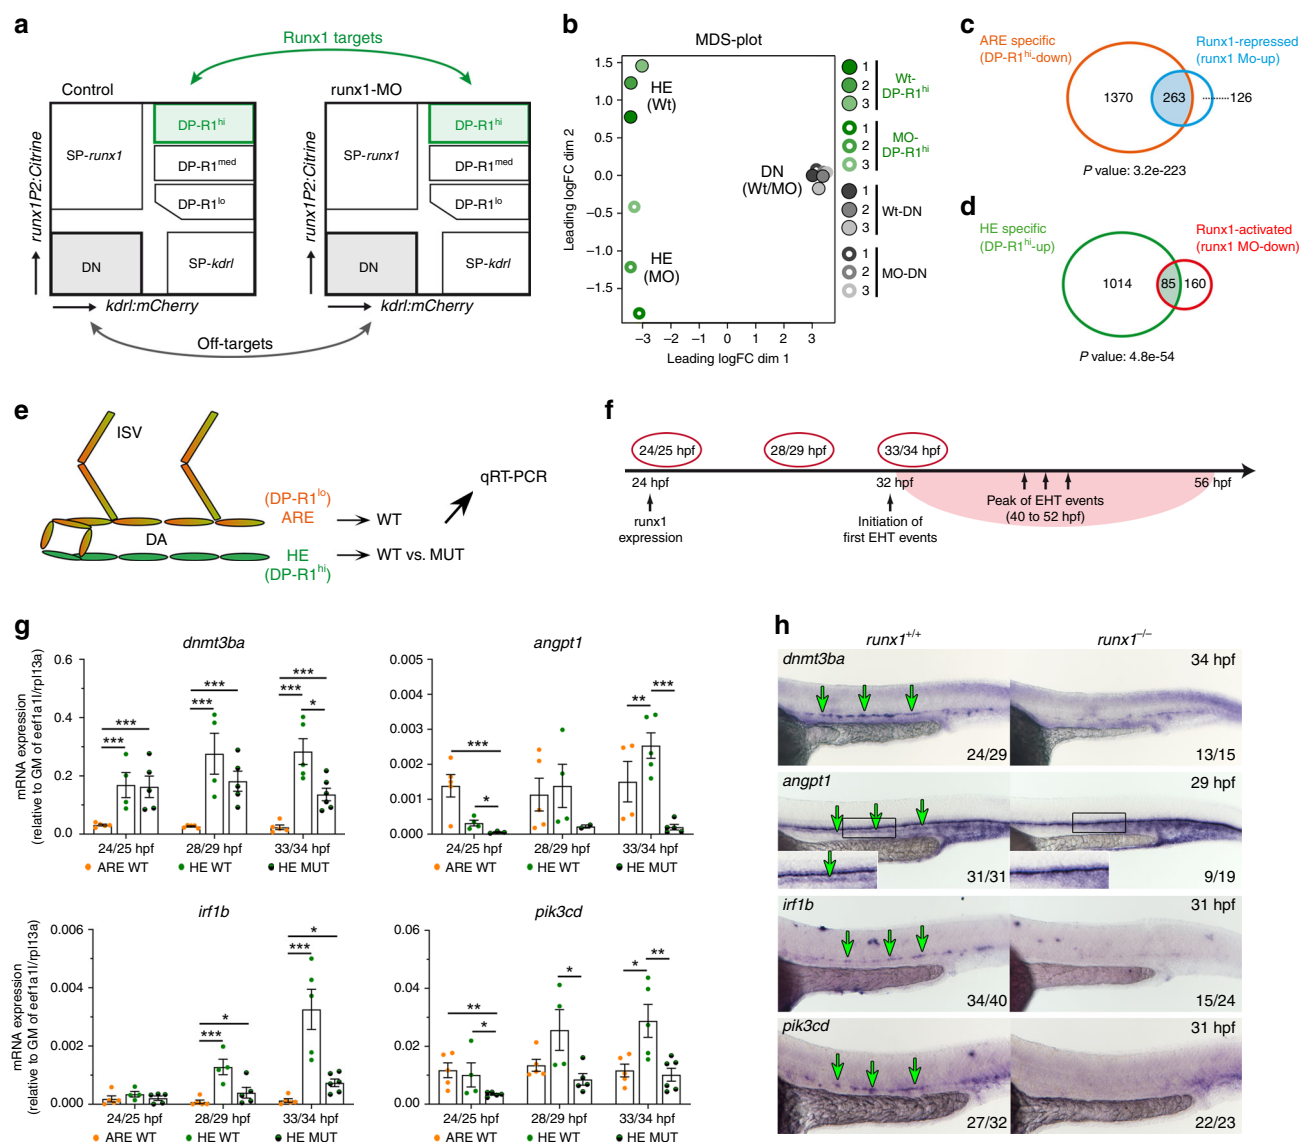 a
Runx1 targets
Control
runx1-MO
SP-runx1
DP-R1hi
DP-R1med
DP-R1lo
DN
SP-kdrl
runx1P2:Citrine
kdrl:mCherry
SP-runx1
DP-R1hi
DP-R1med
DP-R1lo
DN
SP-kdrl
runx1P2:Citrine
kdrl:mCherry
Off-targets
b
MDS-plot
Leading logFC dim 2
1.5
1.0
0.5
0.0
−0.5
−1.0
−1.5
HE
(Wt)
DN
(Wt/MO)
HE
(MO)
−3 −2 −1 0 1 2 3
Leading logFC dim 1
1
2
3
Wt-
DP-R1hi
1
2
3
MO-
DP-R1hi
1
2
3
Wt-DN
1
2
3
MO-DN
c
ARE specific
(DP-R1hi-down)
Runx1-repressed
(runx1 Mo-up)
1370
263
126
P value: 3.2e-223
d
HE specific
(DP-R1hi-up)
Runx1-activated
(runx1 MO-down)
1014
85
160
P value: 4.8e-54
e
ISV
(DP-R1lo)
ARE
WT
qRT-PCR
DA
HE
(DP-R1hi)
WT vs. MUT
f
24/25 hpf
28/29 hpf
33/34 hpf
24 hpf
32 hpf
56 hpf
runx1
expression
Initiation of
first EHT events
Peak of EHT events
(40 to 52 hpf)
g
dnmt3ba
mRNA expression
(relative to GM of eef1a1l/rpl13a)
0.6
0.4
0.2
0.0
***
***
***
***
***
***
*
24/25 hpf 28/29 hpf 33/34 hpf
ARE WT HE WT HE MUT
angpt1
0.005
0.004
0.003
0.002
0.001
0.000
***
*
**
***
24/25 hpf 28/29 hpf 33/34 hpf
ARE WT HE WT HE MUT
irf1b
mRNA expression
(relative to GM of eef1a1l/rpl13a)
0.006
0.004
0.002
0.000
*
***
*
***
24/25 hpf 28/29 hpf 33/34 hpf
ARE WT HE WT HE MUT
pik3cd
0.06
0.04
0.02
0.00
**
*
*
*
**
24/25 hpf 28/29 hpf 33/34 hpf
ARE WT HE WT HE MUT
h
runx1+/+
runx1−/−
dnmt3ba
34 hpf
24/29
13/15
angpt1
29 hpf
31/31
9/19
irf1b
31 hpf
34/40
15/24
pik3cd
31 hpf
27/32
22/23